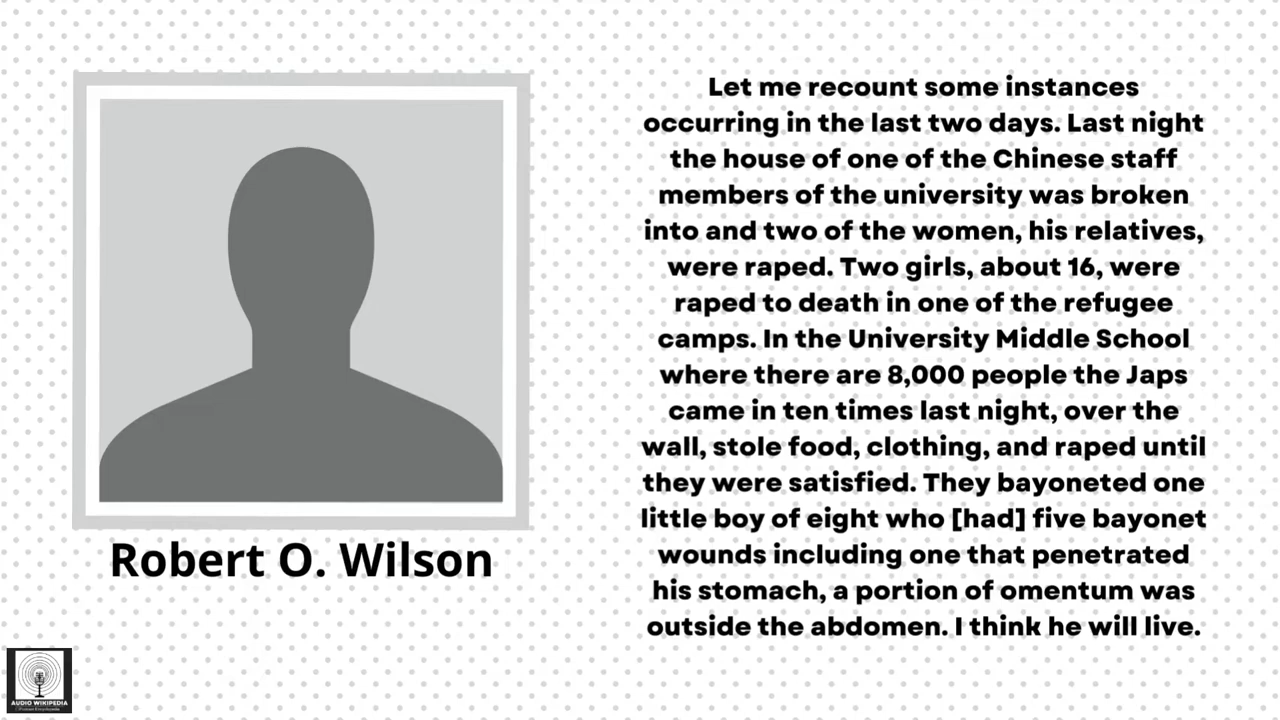 Let me recount some instances
occurring in the last two days. Last night
the house of one of the Chinese staff
members of the university was broken
into and two of the women, his relatives,
were raped. Two girls, about 16, were
raped to death in one of the refugee
camps. In the University Middle School
where there are 8,000 people the Japs
came in ten times last night, over the
wall, stole food, clothing, and raped until
they were satisfied. They bayoneted one
little boy of eight who [had] five bayonet
wounds including one that penetrated
his stomach, a portion of omentum was
outside the abdomen. I think he will live.
Robert O. Wilson
AUDIO WIKIPEDIA
Podcast Encyclopedia